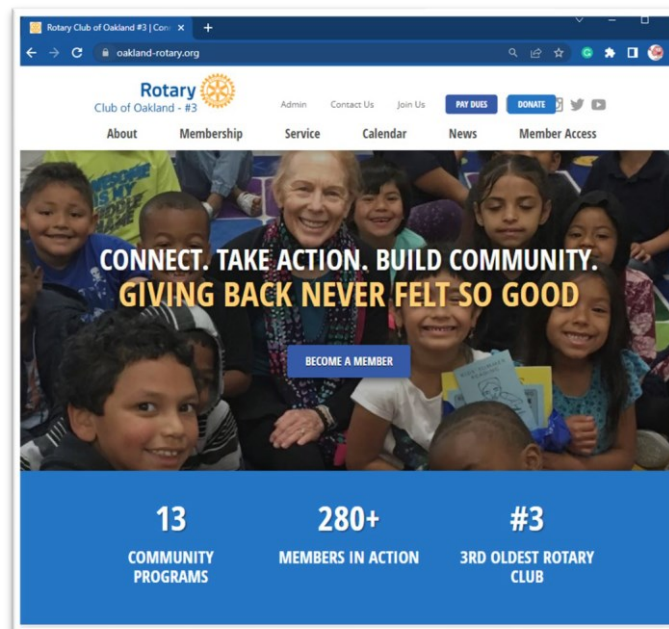 Rotary Club of Oakland #3 | Con
oakland-rotary.org
Rotary
Club of Oakland - #3
Admin
Contact Us
Join Us
PAY DUES
DONATE
About
Membership
Service
Calendar
News
Member Access
CONNECT. TAKE ACTION. BUILD COMMUNITY.
GIVING BACK NEVER FELT SO GOOD
BECOME A MEMBER
13
COMMUNITY
PROGRAMS
280+
MEMBERS IN ACTION
#3
3RD OLDEST ROTARY
CLUB